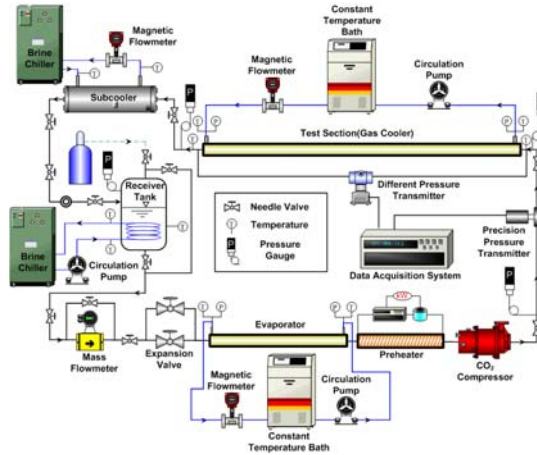 Brine
Chiller
Magnetic
Flowmeter
T
T
P
Subcooler
Magnetic
Flowmeter
Constant
Temperature
Bath
Circulation
Pump
T
P
P
T
P
T
T
Test Section(Gas Cooler)
Receiver
Tank
P
T
T
T
Brine
Chiller
Circulation
Pump
Needle Valve
T
Temperature
P
Pressure
Gauge
Different Pressure
Transmitter
Data Acquisition System
Precision
Pressure
Transmitter
P
Mass
Flowmeter
Expansion
Valve
T
P
Evaporator
T
P
kW
Preheater
CO2
Compressor
Magnetic
Flowmeter
Constant
Temperature Bath
Circulation
Pump